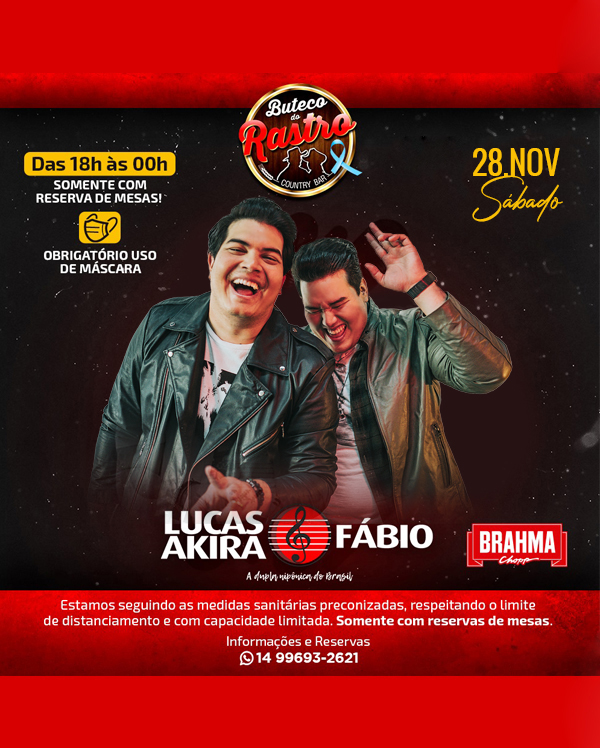 Buteco
do
Rastro
COUNTRY BAR
Das 18h às 00h
SOMENTE COM
RESERVA DE MESAS!
OBRIGATÓRIO USO
DE MÁSCARA
28.NOV
Sábado
LUCAS
AKIRA
FÁBIO
A dupla nipônica do Brasil
BRAHMA
Chopp
Estamos seguindo as medidas sanitárias preconizadas, respeitando o limite
de distanciamento e com capacidade limitada. Somente com reservas de mesas.
Informações e Reservas
14 99693-2621